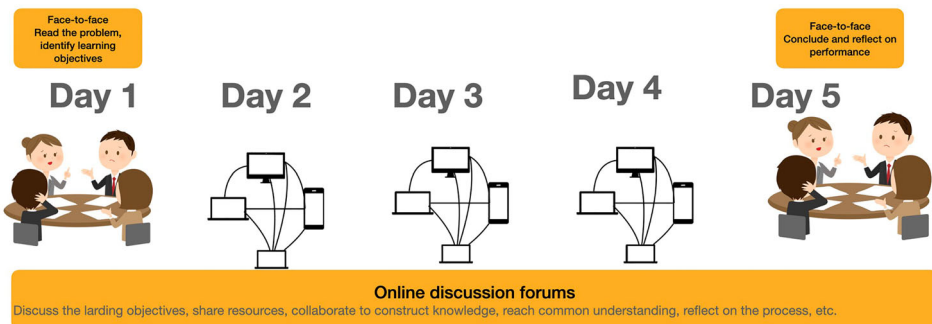 Face-to-face
Read the problem,
identify learning
objectives
Face-to-face
Conclude and reflect on
performance
Day 1
Day 2
Day 3
Day 4
Day 5
Online discussion forums
Discuss the larding objectives, share resources, collaborate to construct knowledge, reach common understanding, reflect on the process, etc.